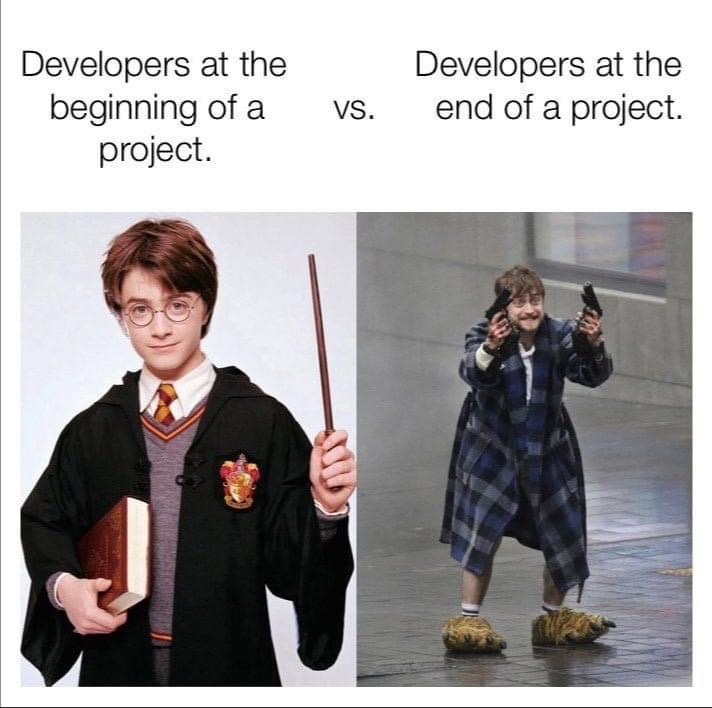 Developers at the
beginning of a
project.
vs.
Developers at the
end of a project.